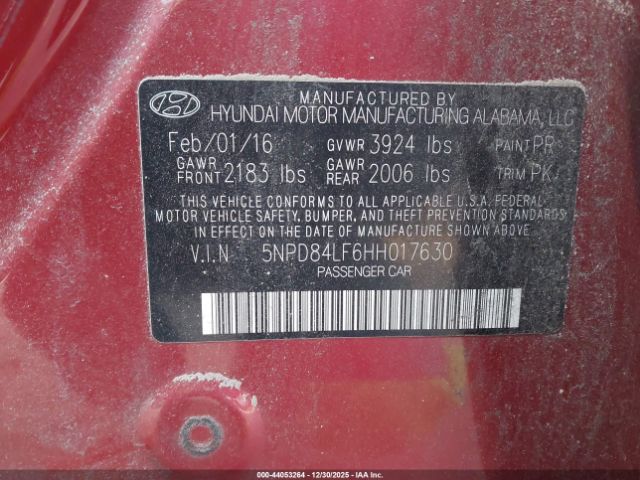 MANUFACTURED BY
HYUNDAI MOTOR MANUFACTURING ALABAMA, LLC
Feb/01/16 GVWR 3924 lbs PAINT PR
GAWR FRONT 2183 lbs GAWR REAR 2006 lbs TRIM PK
THIS VEHICLE CONFORMS TO ALL APPLICABLE U.S.A. FEDERAL
MOTOR VEHICLE SAFETY, BUMPER, AND THEFT PREVENTION
STANDARDS IN EFFECT ON THE DATE OF MANUFACTURE SHOWN
ABOVE.
V.I.N 5NPD84LF6HH017630
PASSENGER CAR
000-44053264 - 12/30/2025 - IAA Inc.